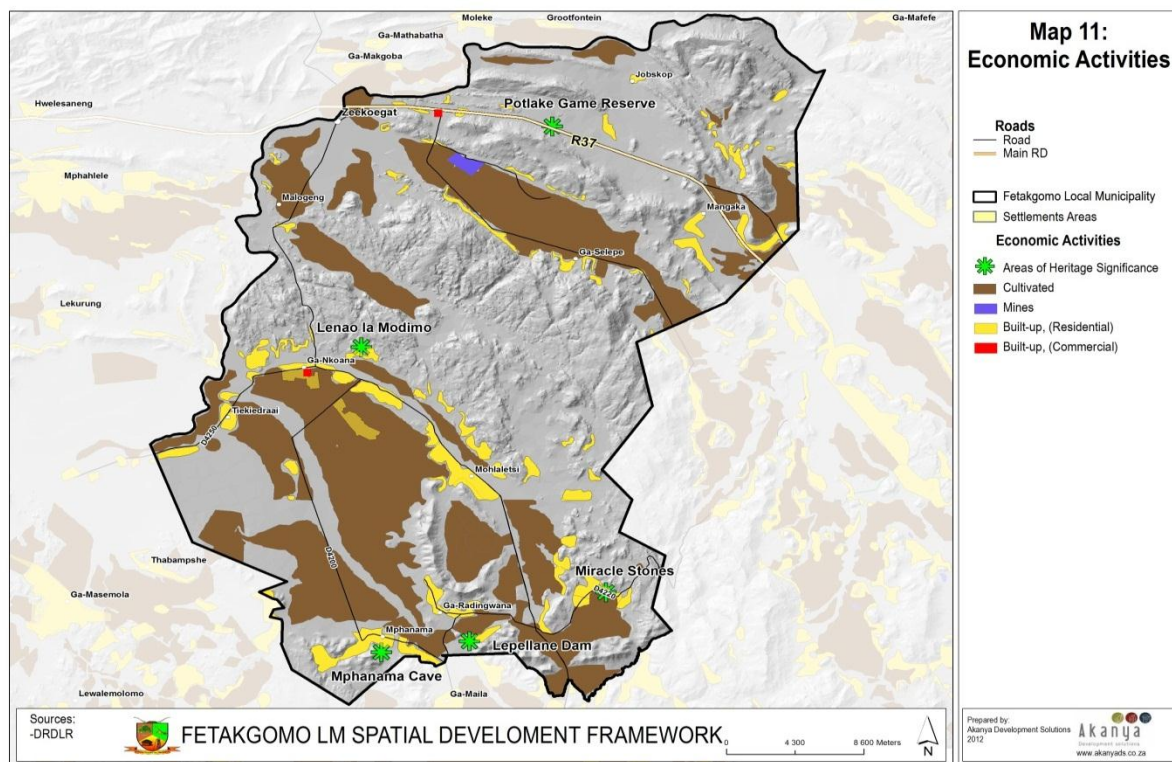 Moleke
Grootfontein
Ga-Mafefe
Ga-Mathabatha
Ga-Makgoba
Jobskop
Hwelesaneng
Potlake Game Reserve
Zeekoegat
R37
Mphahlele
Malogeng
Mangaka
Ga-Selepe
Lekurung
Lenao la Modimo
Ga-Nkoana
Tiekiedraai
D4250
Mohlaletsi
D4200
Thabampshe
Miracle Stones
Ga-Masemola
Ga-Radingwana
Mphanama
Lepellane Dam
Mphanama Cave
Lewalemolomo
Ga-Maila
Map 11:
Economic Activities
Roads
Road
Main RD
Fetakgomo Local Municipality
Settlements Areas
Economic Activities
Areas of Heritage Significance
Cultivated
Mines
Built-up, (Residential)
Built-up, (Commercial)
Sources:
-DRDLR
FETAKGOMO LM SPATIAL DEVELOMENT FRAMEWORK
0 4 300 8 600 Meters
N
Prepared by:
Akanya Development Solutions
2012
Akanya
Development solutions
www.akanyads.co.za